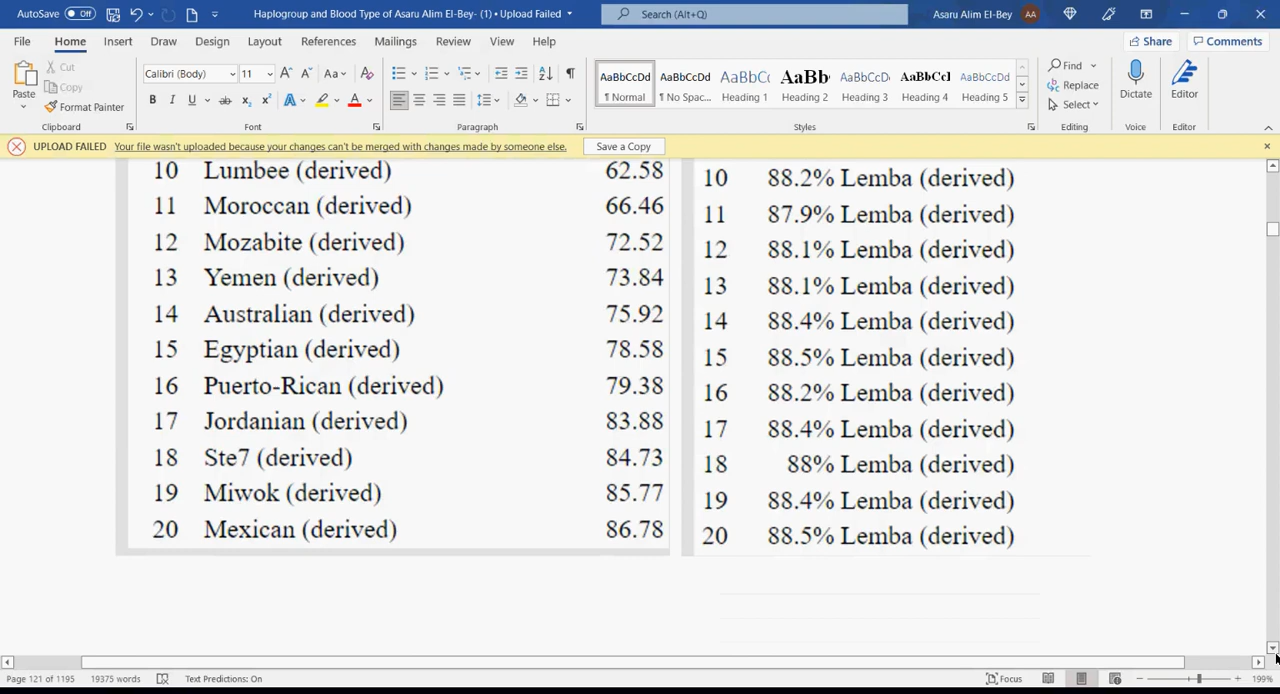 AutoSave Off Haplogroup and Blood Type of Asaru Alim El-Bey- (1) • Upload Failed Search (Alt+Q) Asaru Alim El-Bey AA
File Home Insert Draw Design Layout References Mailings Review View Help Share Comments
Paste
Cut
Copy
Format Painter
Calibri (Body) 11
AaBbCcDd ¶ Normal
AaBbCcDd ¶ No Spac...
AaBbCc Heading 1
AaBb Heading 2
AaBbCcDd Heading 3
AaBbCcI Heading 4
AaBbCcDd Heading 5
Find
Replace
Select
Dictate
Editor
Clipboard Font Paragraph Styles Editing Voice Editor
UPLOAD FAILED Your file wasn't uploaded because your changes can't be merged with changes made by someone else. Save a Copy
10 Lumbee (derived) 62.58
11 Moroccan (derived) 66.46
12 Mozabite (derived) 72.52
13 Yemen (derived) 73.84
14 Australian (derived) 75.92
15 Egyptian (derived) 78.58
16 Puerto-Rican (derived) 79.38
17 Jordanian (derived) 83.88
18 Ste7 (derived) 84.73
19 Miwok (derived) 85.77
20 Mexican (derived) 86.78
10 88.2% Lemba (derived)
11 87.9% Lemba (derived)
12 88.1% Lemba (derived)
13 88.1% Lemba (derived)
14 88.4% Lemba (derived)
15 88.5% Lemba (derived)
16 88.2% Lemba (derived)
17 88.4% Lemba (derived)
18 88% Lemba (derived)
19 88.4% Lemba (derived)
20 88.5% Lemba (derived)
Page 121 of 1195 19375 words Text Predictions: On Focus 199%